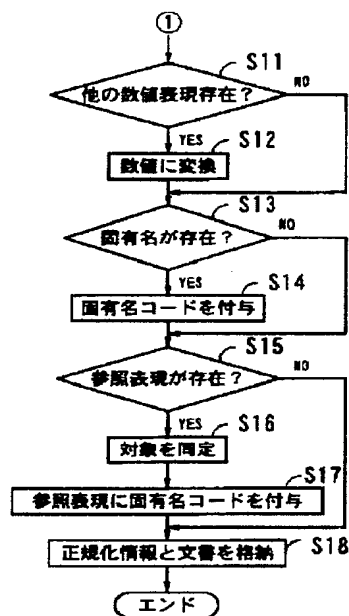 ①
S11
他の数値表現存在？
NO
YES
S12
数値に変換
S13
固有名が存在？
NO
YES
S14
固有名コードを付与
S15
参照表現が存在？
NO
YES
S16
対象を同定
S17
参照表現に固有名コードを付与
正規化情報と文書を格納
S18
エンド